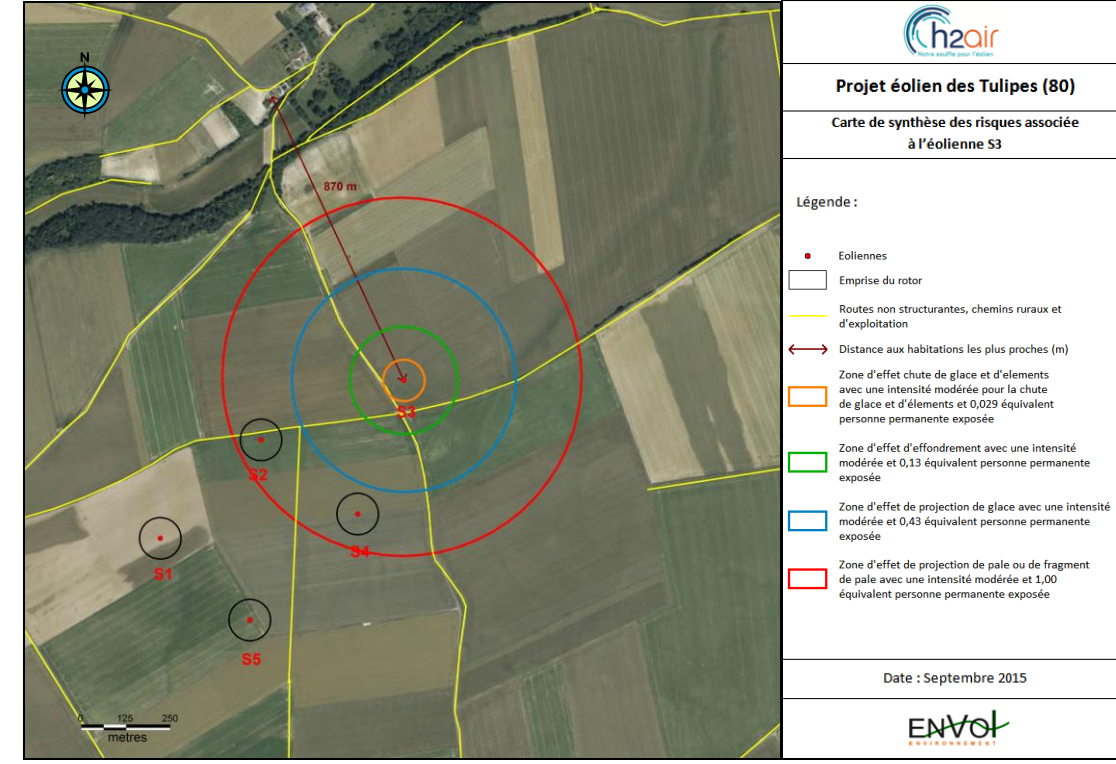 N
870 m
S3
S2
S4
S1
S5
0 125 250
metres
h2air
Notre souffle pour l'éolien
Projet éolien des Tulipes (80)
Carte de synthèse des risques associée
à l'éolienne S3
Légende :
Eoliennes
Emprise du rotor
Routes non structurantes, chemins ruraux et
d'exploitation
Distance aux habitations les plus proches (m)
Zone d'effet chute de glace et d'elements
avec une intensité modérée pour la chute
de glace et d'élements et 0,029 équivalent
personne permanente exposée
Zone d'effet d'effondrement avec une intensité
modérée et 0,13 équivalent personne permanente
exposée
Zone d'effet de projection de glace avec une intensité
modérée et 0,43 équivalent personne permanente
exposée
Zone d'effet de projection de pale ou de fragment
de pale avec une intensité modérée et 1,00
équivalent personne permanente exposée
Date : Septembre 2015
ENVOL
ENVIRONNEMENT